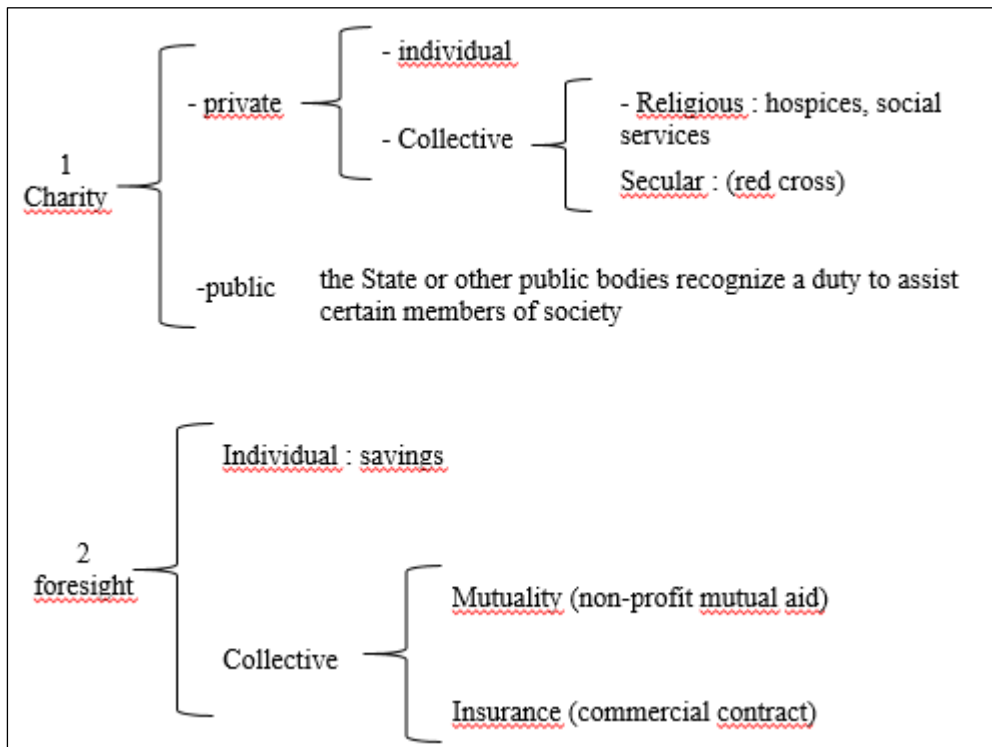 - individual
- private
- Religious : hospices, social
services
- Collective
1
Charity
Secular : (red cross)
-public
the State or other public bodies recognize a duty to assist
certain members of society
Individual : savings
2
foresight
Mutuality (non-profit mutual aid)
Collective
Insurance (commercial contract)